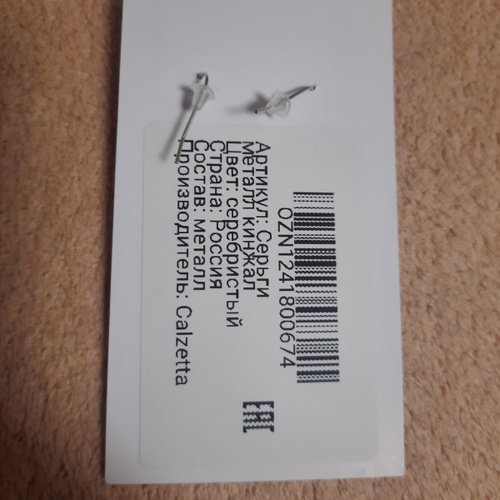 OZN1241800674
Артикул: Серьги
Металл кинжал
Цвет: серебристый
Страна: Россия
Состав: металл
Производитель: Calzetta
EAC